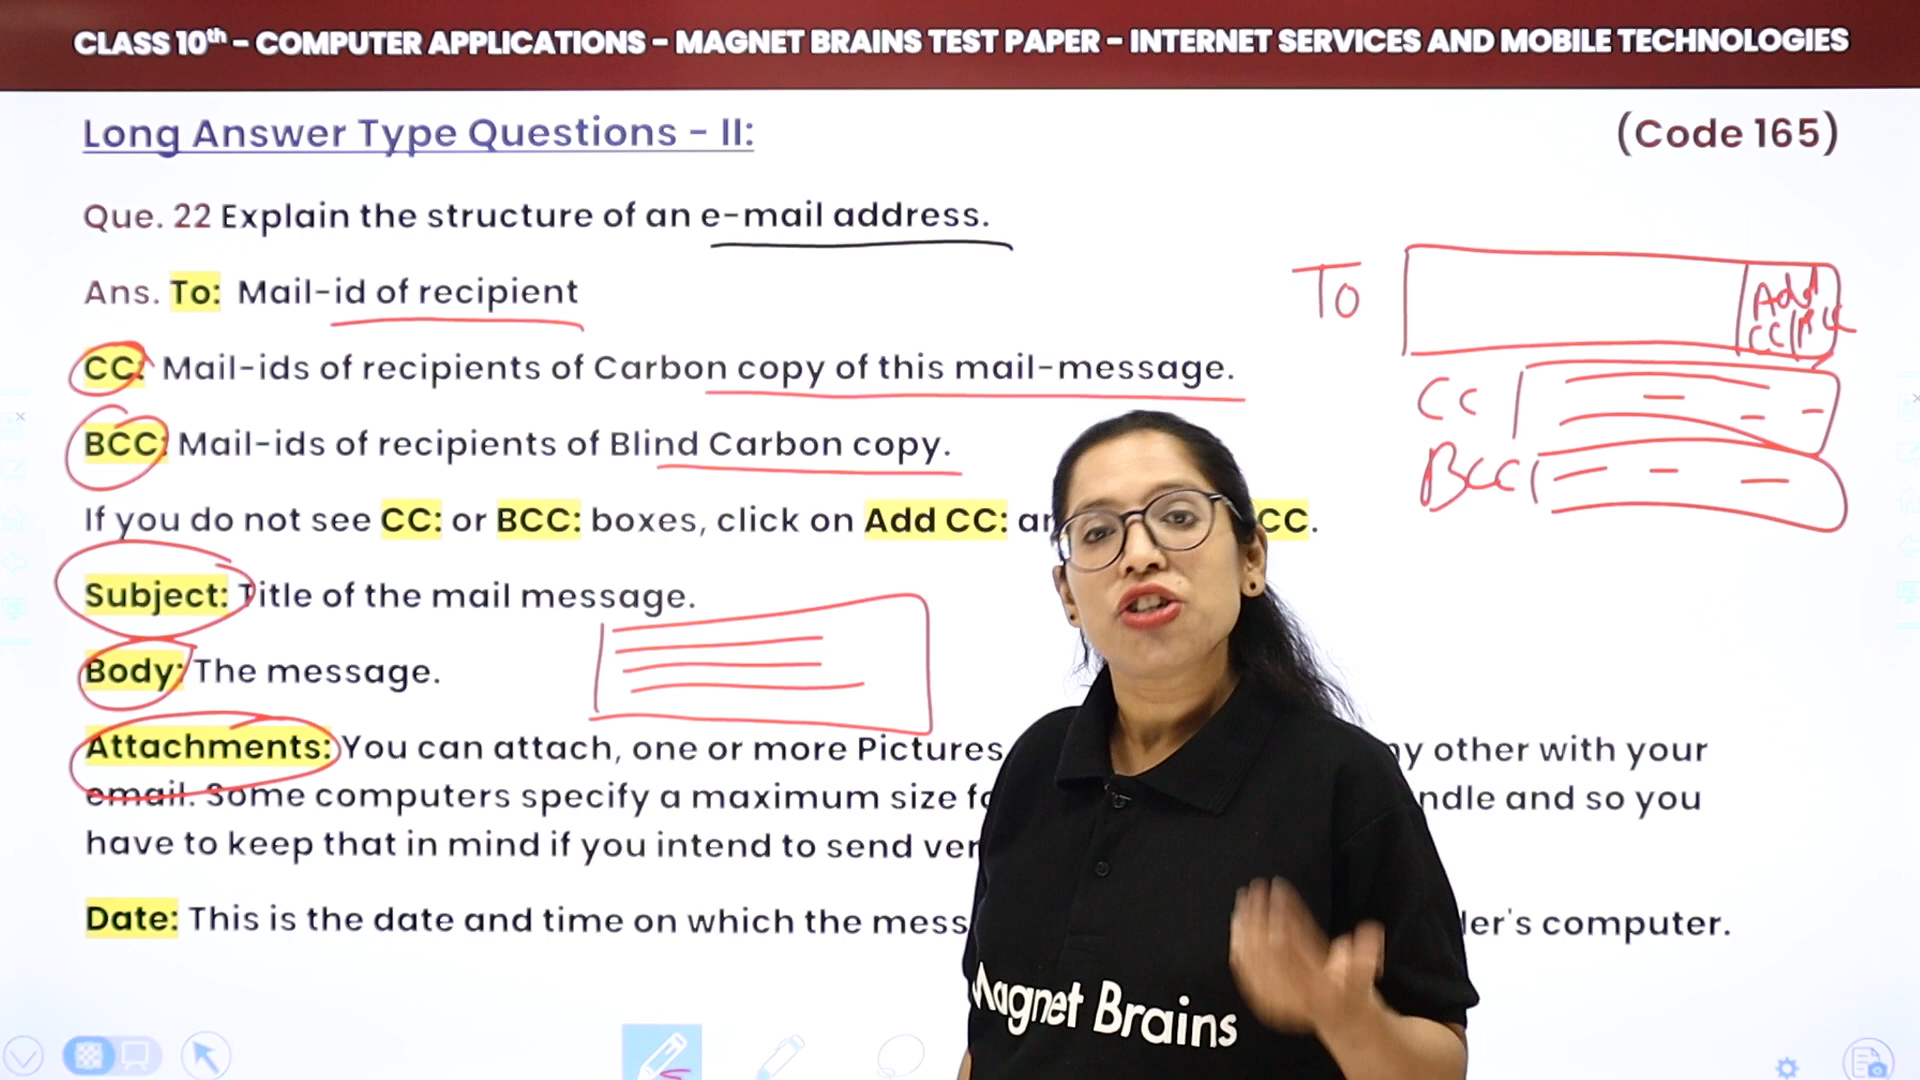 CLASS 10th - COMPUTER APPLICATIONS - MAGNET BRAINS TEST PAPER - INTERNET SERVICES AND MOBILE TECHNOLOGIES
Long Answer Type Questions - II: (Code 165)
Que. 22 Explain the structure of an e-mail address.
Ans. To: Mail-id of recipient
To Add CC
CC: Mail-ids of recipients of Carbon copy of this mail-message.
CC
BCC: Mail-ids of recipients of Blind Carbon copy.
BCC
If you do not see CC: or BCC: boxes, click on Add CC: CC.
Subject: Title of the mail message.
Body: The message.
Attachments: You can attach, one or more Pictures other with your
email. Some computers specify a maximum size and so you
have to keep that in mind if you intend to send
Date: This is the date and time on which the computer.
Magnet Brains